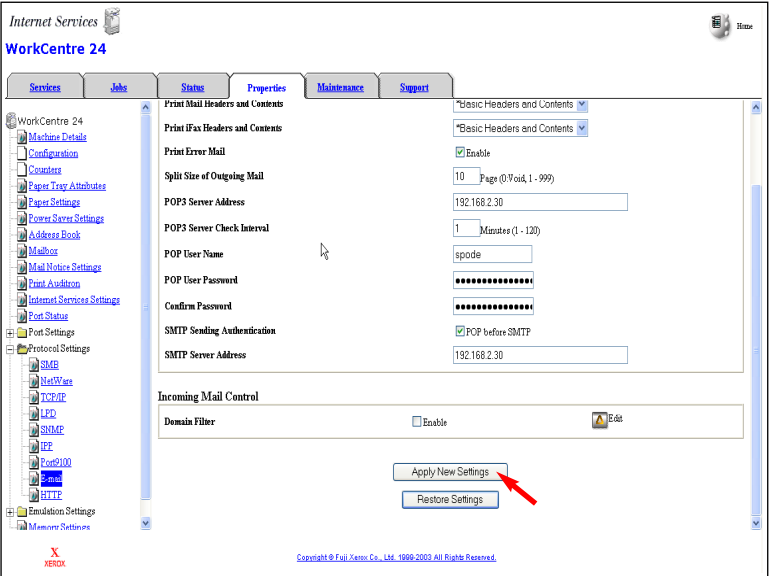 Internet Services
Home
WorkCentre 24
Services
Jobs
Status
Properties
Maintenance
Support
WorkCentre 24
Machine Details
Configuration
Counters
Paper Tray Attributes
Paper Settings
Power Saver Settings
Address Book
Mailbox
Mail Notice Settings
Print Auditron
Internet Services Settings
Port Status
Port Settings
Protocol Settings
SMB
NetWare
TCP/IP
LPD
SNMP
IPP
Port9100
E-mail
HTTP
Emulation Settings
Memory Settings
Print Mail Headers and Contents *Basic Headers and Contents
Print iFax Headers and Contents *Basic Headers and Contents
Print Error Mail Enable
Split Size of Outgoing Mail 10 Page (0:Void, 1 - 999)
POP3 Server Address 192.168.2.30
POP3 Server Check Interval 1 Minutes (1 - 120)
POP User Name spode
POP User Password ●●●●●●●●●●●●●●●
Confirm Password ●●●●●●●●●●●●●●●
SMTP Sending Authentication POP before SMTP
SMTP Server Address 192.168.2.30
Incoming Mail Control
Domain Filter Enable Edit
Apply New Settings
Restore Settings
X
XEROX
Copyright © Fuji Xerox Co., Ltd. 1999-2003 All Rights Reserved.